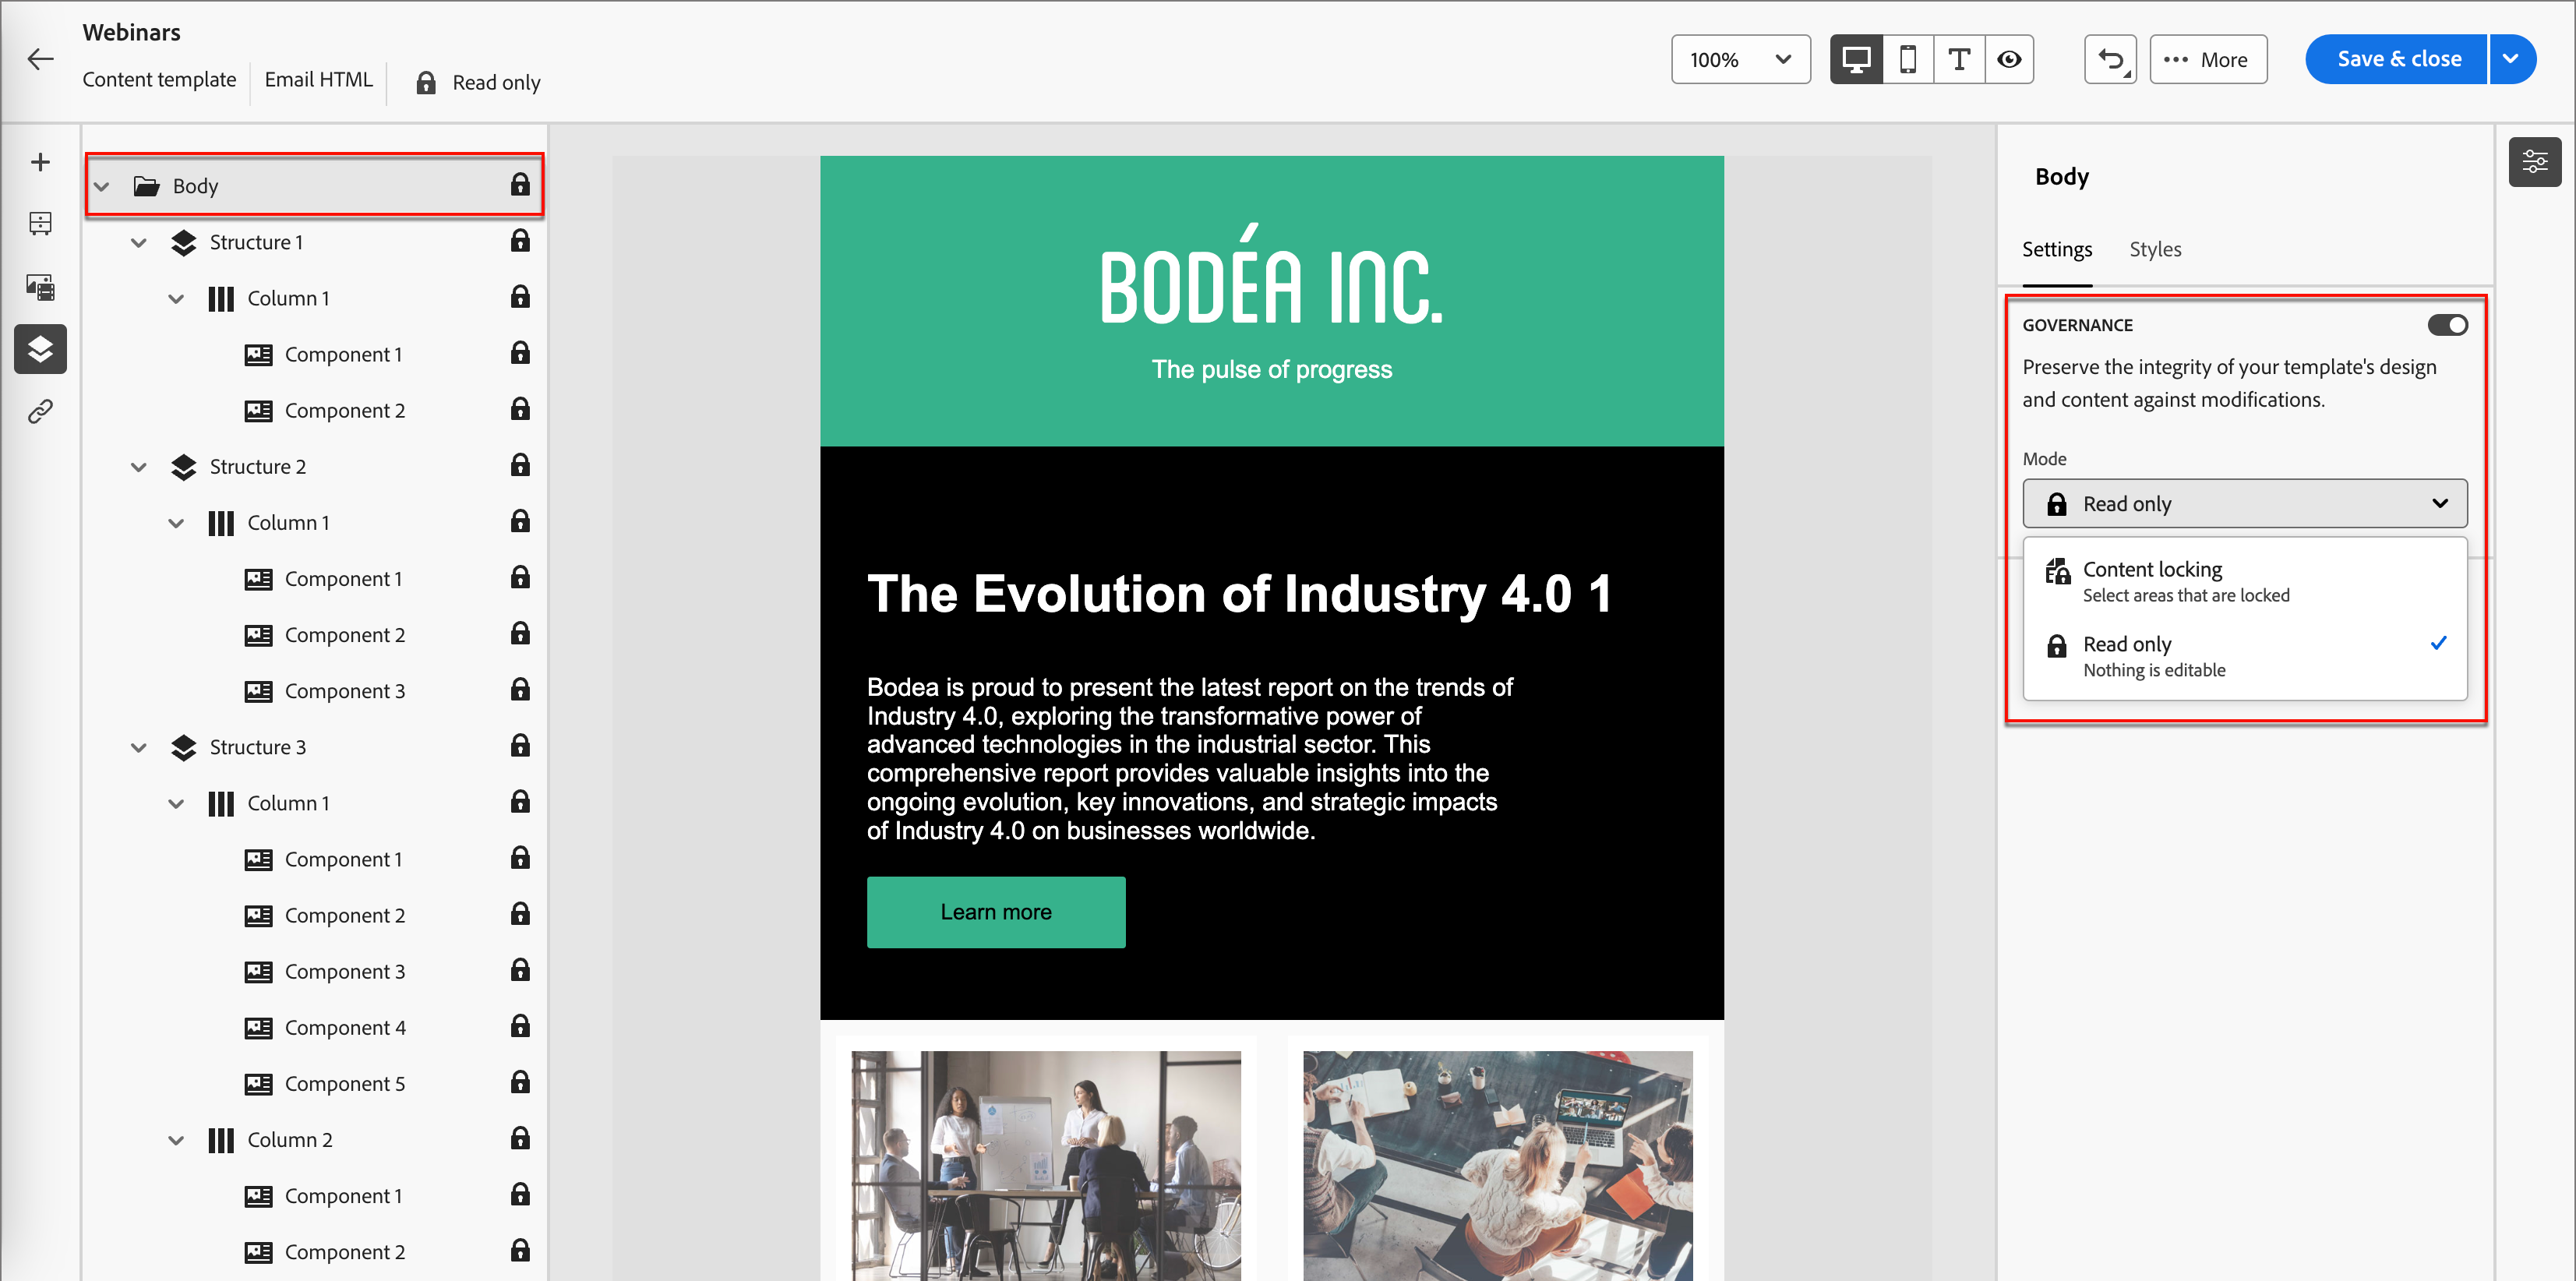 Webinars
Content template
Email HTML
Read only
100%
More
Save & close
Body
Structure 1
Column 1
Component 1
Component 2
Structure 2
Column 1
Component 1
Component 2
Component 3
Structure 3
Column 1
Component 1
Component 2
Component 3
Component 4
Component 5
Column 2
Component 1
Component 2
BODÉA INC.
The pulse of progress
The Evolution of Industry 4.0 1
Bodea is proud to present the latest report on the trends of
Industry 4.0, exploring the transformative power of
advanced technologies in the industrial sector. This
comprehensive report provides valuable insights into the
ongoing evolution, key innovations, and strategic impacts
of Industry 4.0 on businesses worldwide.
Learn more
Body
Settings
Styles
GOVERNANCE
Preserve the integrity of your template's design
and content against modifications.
Mode
Read only
Content locking
Select areas that are locked
Read only
Nothing is editable